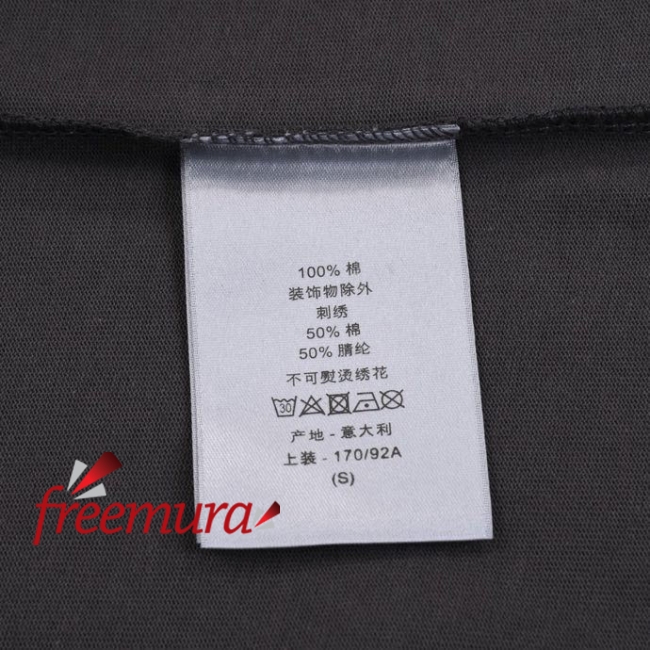 100% 棉
装饰物除外
刺绣
50% 棉
50% 腈纶
不可熨烫绣花
30
产地 - 意大利
上装 - 170/92A
(S)
freemura